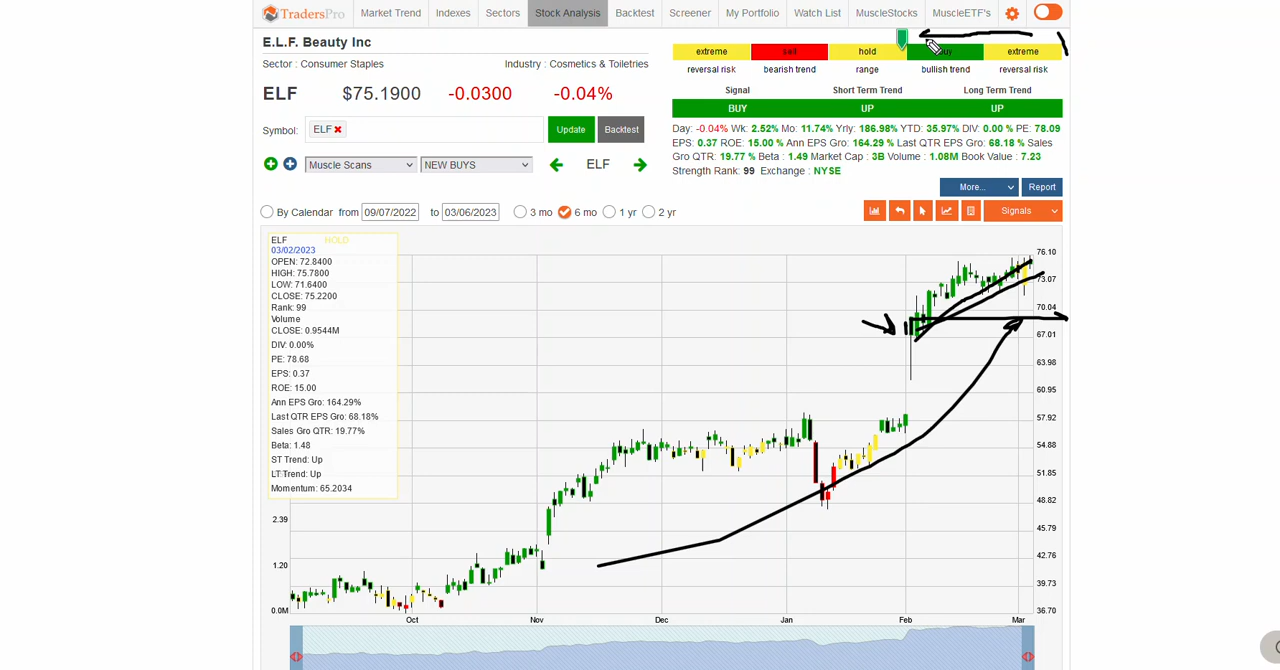 TradersPro
Market Trend Indexes Sectors Stock Analysis Backtest Screener My Portfolio Watch List MuscleStocks MuscleETF's
E.L.F. Beauty Inc
Sector : Consumer Staples Industry : Cosmetics & Toiletries
ELF $75.1900 -0.0300 -0.04%
Symbol: ELF Update Backtest
Muscle Scans NEW BUYS ELF
extreme sell hold buy extreme
reversal risk bearish trend range bullish trend reversal risk
Signal Short Term Trend Long Term Trend
BUY UP UP
Day: -0.04% Wk: 2.52% Mo: 11.74% Yrly: 186.98% YTD: 35.97% DIV: 0.00 % PE: 78.09
EPS: 0.37 ROE: 15.00 % Ann EPS Gro: 164.29 % Last QTR EPS Gro: 68.18 % Sales
Gro QTR: 19.77 % Beta : 1.49 Market Cap : 3B Volume : 1.08M Book Value : 7.23
Strength Rank: 99 Exchange : NYSE
More... Report
By Calendar from 09/07/2022 to 03/06/2023 3 mo 6 mo 1 yr 2 yr Signals
ELF HOLD
03/02/2023
OPEN: 72.8400
HIGH: 75.7800
LOW: 71.6400
CLOSE: 75.2200
Rank: 99
Volume
CLOSE: 0.9544M
DIV: 0.00%
PE: 78.68
EPS: 0.37
ROE: 15.00
Ann EPS Gro: 164.29%
Last QTR EPS Gro: 68.18%
Sales Gro QTR: 19.77%
Beta: 1.48
ST Trend: Up
LT Trend: Up
Momentum: 65.2034
2.39
1.20
0.0M
76.10
73.07
70.04
67.01
63.98
60.95
57.92
54.88
51.85
48.82
45.79
42.76
39.73
36.70
Oct Nov Dec Jan Feb Mar